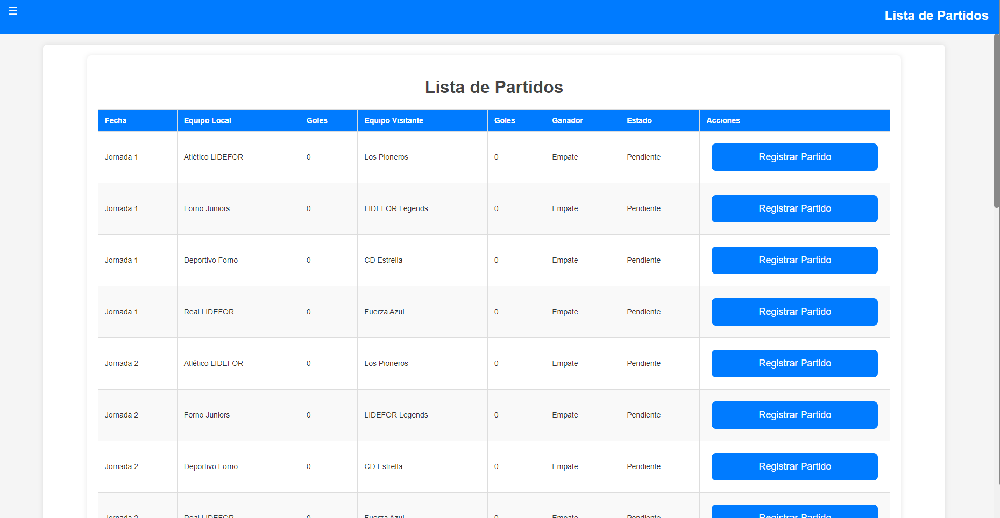 ☰
Lista de Partidos
Lista de Partidos
Fecha Equipo Local Goles Equipo Visitante Goles Ganador Estado Acciones
Jornada 1 Atlético LIDEFOR 0 Los Pioneros 0 Empate Pendiente Registrar Partido
Jornada 1 Forno Juniors 0 LIDEFOR Legends 0 Empate Pendiente Registrar Partido
Jornada 1 Deportivo Forno 0 CD Estrella 0 Empate Pendiente Registrar Partido
Jornada 1 Real LIDEFOR 0 Fuerza Azul 0 Empate Pendiente Registrar Partido
Jornada 2 Atlético LIDEFOR 0 Los Pioneros 0 Empate Pendiente Registrar Partido
Jornada 2 Forno Juniors 0 LIDEFOR Legends 0 Empate Pendiente Registrar Partido
Jornada 2 Deportivo Forno 0 CD Estrella 0 Empate Pendiente Registrar Partido
Jornada 2 Real LIDEFOR 0 Fuerza Azul 0 Empate Pendiente Registrar Partido